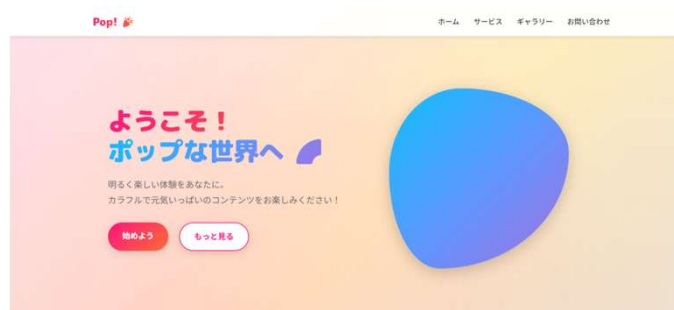 Pop! 🎉
ホーム サービス ギャラリー お問い合わせ
ようこそ！
ポップな世界へ 🌈
明るく楽しい体験をあなたに。
カラフルで元気いっぱいのコンテンツをお楽しみください！
始めよう もっと見る